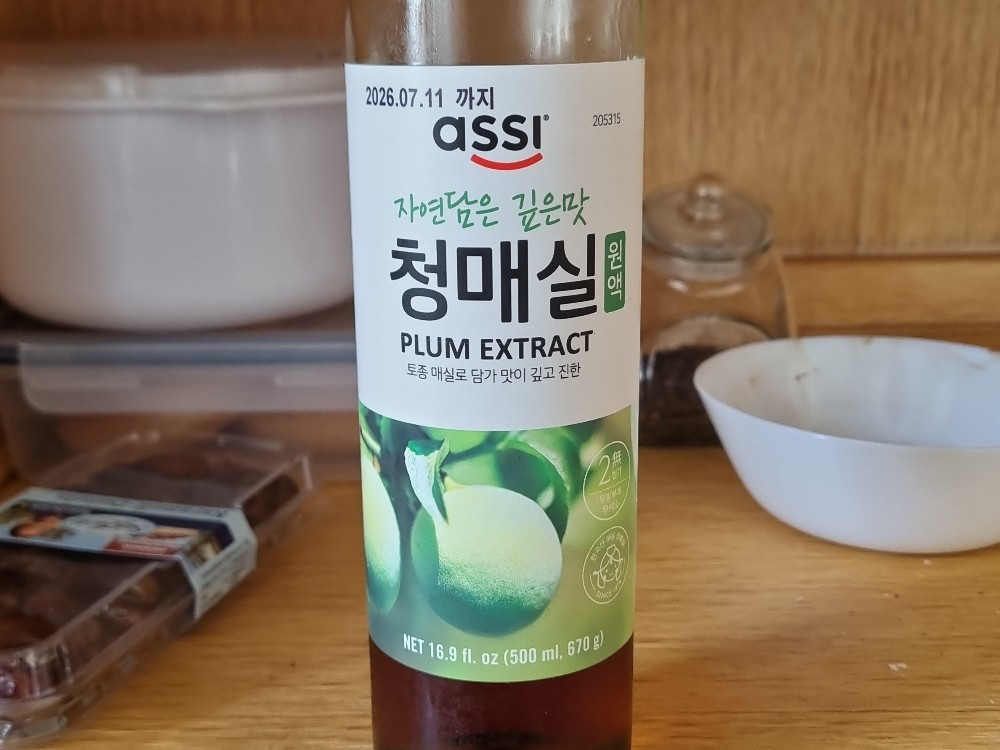 2026.07.11 까지
assi®
205315
자연담은 깊은맛
청매실
원액
PLUM EXTRACT
토종 매실로 담가 맛이 깊고 진한
2無
NET 16.9 fl. oz (500 ml, 670 g)